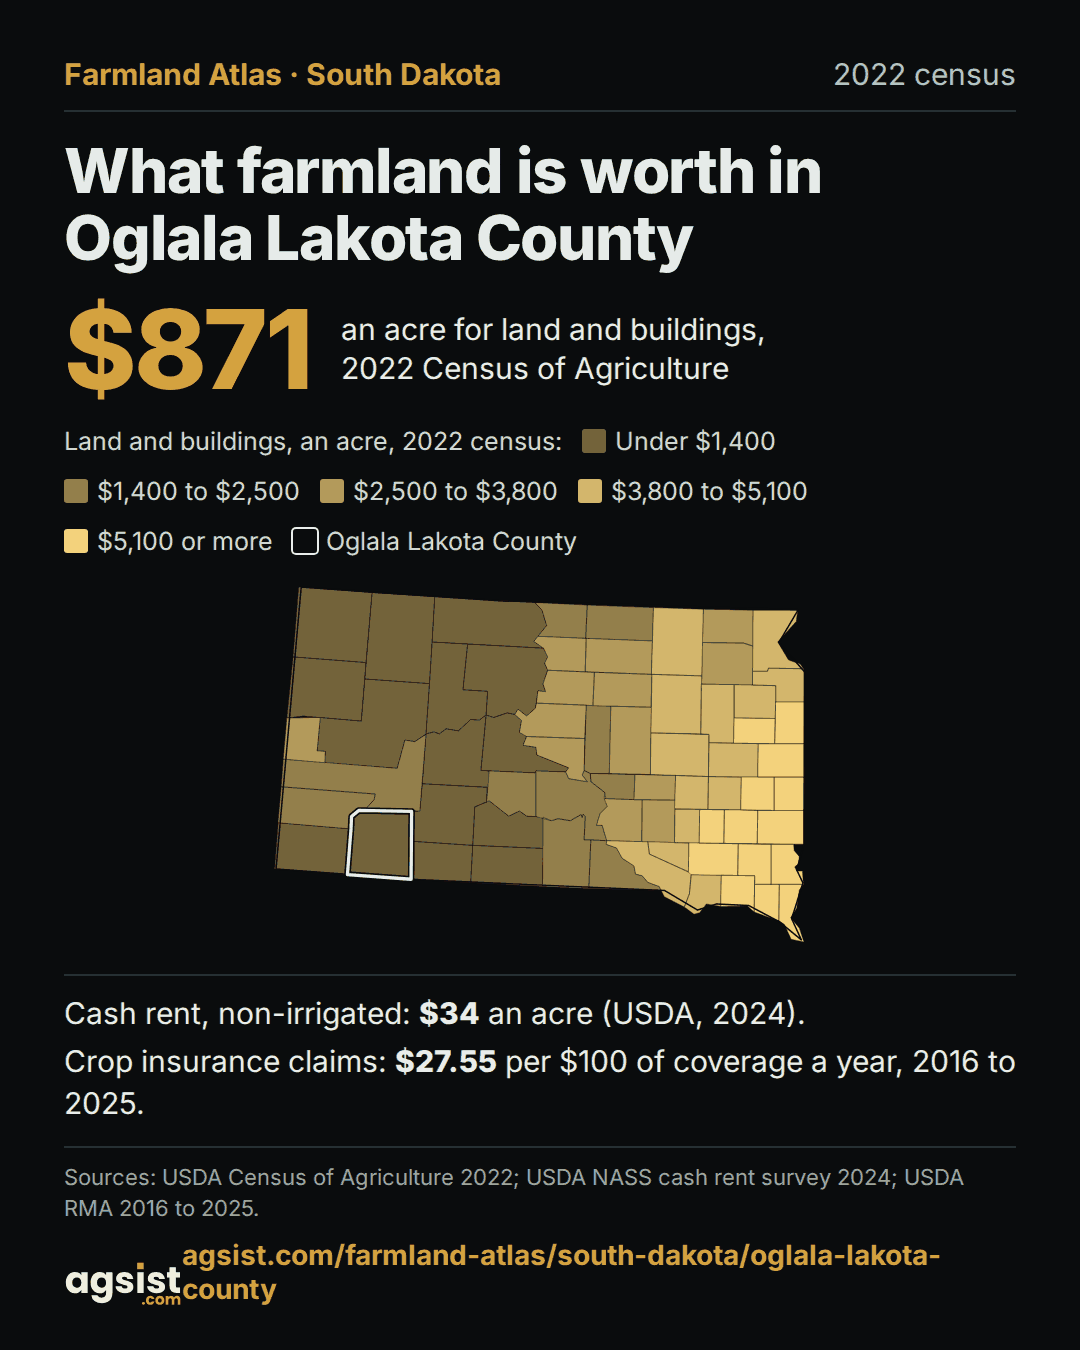 Farmland Atlas · South Dakota
2022 census
What farmland is worth in
Oglala Lakota County
$871
an acre for land and buildings,
2022 Census of Agriculture
Land and buildings, an acre, 2022 census: Under $1,400
$1,400 to $2,500 $2,500 to $3,800 $3,800 to $5,100
$5,100 or more Oglala Lakota County
Cash rent, non-irrigated: $34 an acre (USDA, 2024).
Crop insurance claims: $27.55 per $100 of coverage a year, 2016 to
2025.
Sources: USDA Census of Agriculture 2022; USDA NASS cash rent survey 2024; USDA
RMA 2016 to 2025.
agsist.com
agsist.com/farmland-atlas/south-dakota/oglala-lakota-
county